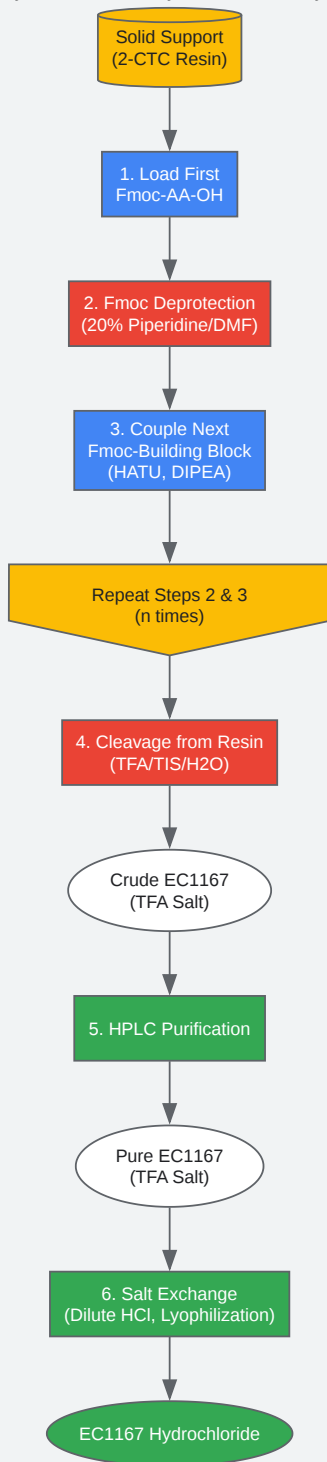 Solid Support
(2-CTC Resin)
1. Load First
Fmoc-AA-OH
2. Fmoc Deprotection
(20% Piperidine/DMF)
3. Couple Next
Fmoc-Building Block
(HATU, DIPEA)
Repeat Steps 2 & 3
(n times)
4. Cleavage from Resin
(TFA/TIS/H2O)
Crude EC1167
(TFA Salt)
5. HPLC Purification
Pure EC1167
(TFA Salt)
6. Salt Exchange
(Dilute HCl, Lyophilization)
EC1167 Hydrochloride